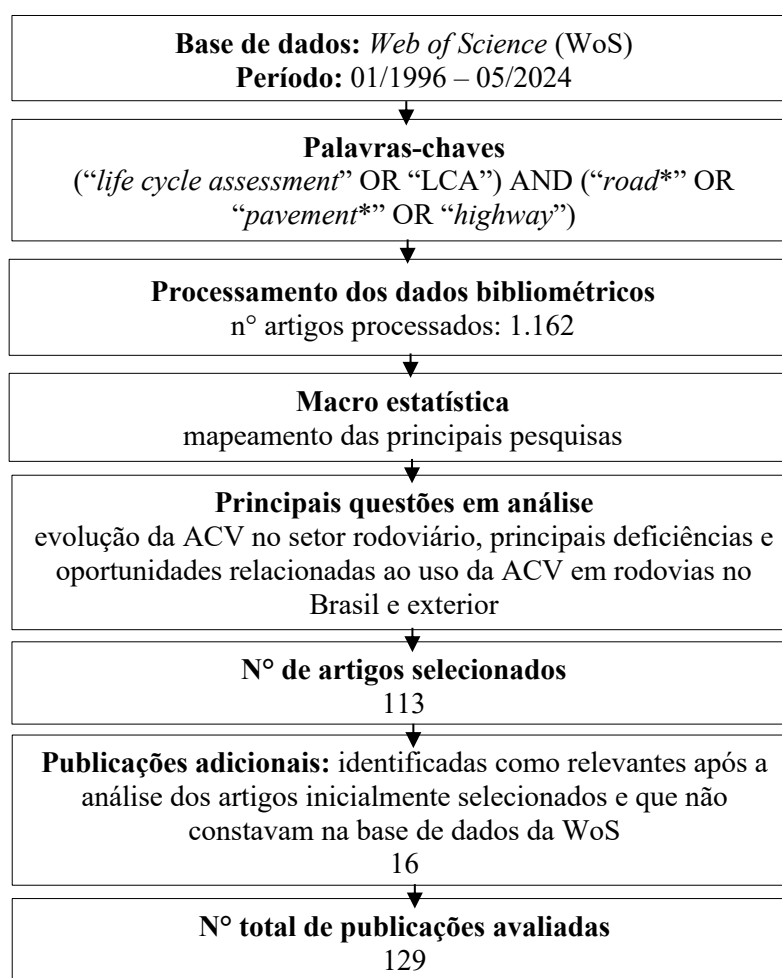 Base de dados: Web of Science (WoS)
Período: 01/1996 – 05/2024
Palavras-chaves
(“life cycle assessment” OR “LCA”) AND (“road*” OR
“pavement*” OR “highway”)
Processamento dos dados bibliométricos
n° artigos processados: 1.162
Macro estatística
mapeamento das principais pesquisas
Principais questões em análise
evolução da ACV no setor rodoviário, principais deficiências e
oportunidades relacionadas ao uso da ACV em rodovias no
Brasil e exterior
N° de artigos selecionados
113
Publicações adicionais: identificadas como relevantes após a
análise dos artigos inicialmente selecionados e que não
constavam na base de dados da WoS
16
N° total de publicações avaliadas
129